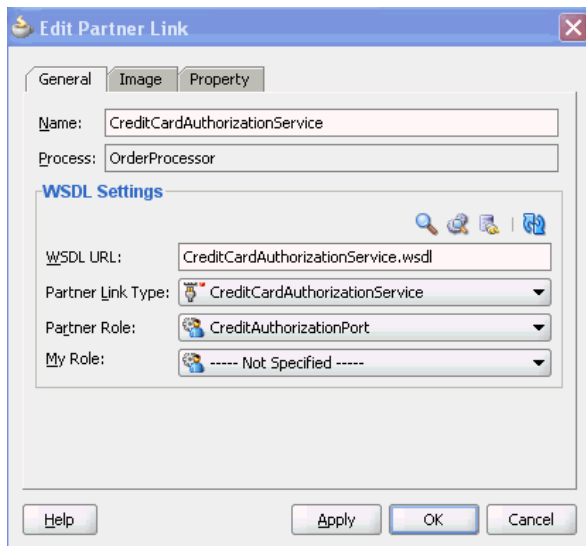 Edit Partner Link
General Image Property
Name: CreditCardAuthorizationService
Process: OrderProcessor
WSDL Settings
WSDL URL: CreditCardAuthorizationService.wsdl
Partner Link Type: CreditCardAuthorizationService
Partner Role: CreditAuthorizationPort
My Role: ----- Not Specified -----
Help Apply OK Cancel